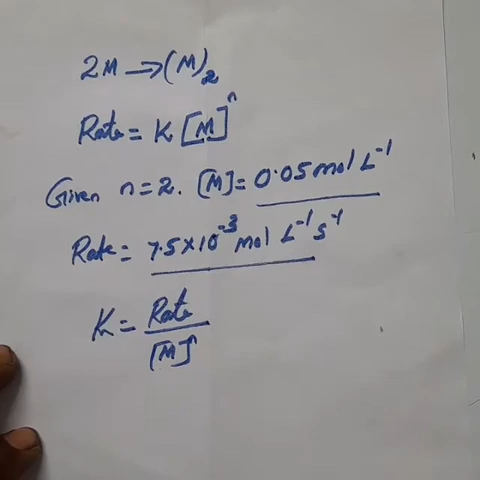 2M → (M)₂
Rate = K [M]ⁿ
Given n = 2. [M] = 0.05 mol L⁻¹
Rate = 7.5 × 10⁻³ mol L⁻¹ s⁻¹
K = Rate / [M]ⁿ